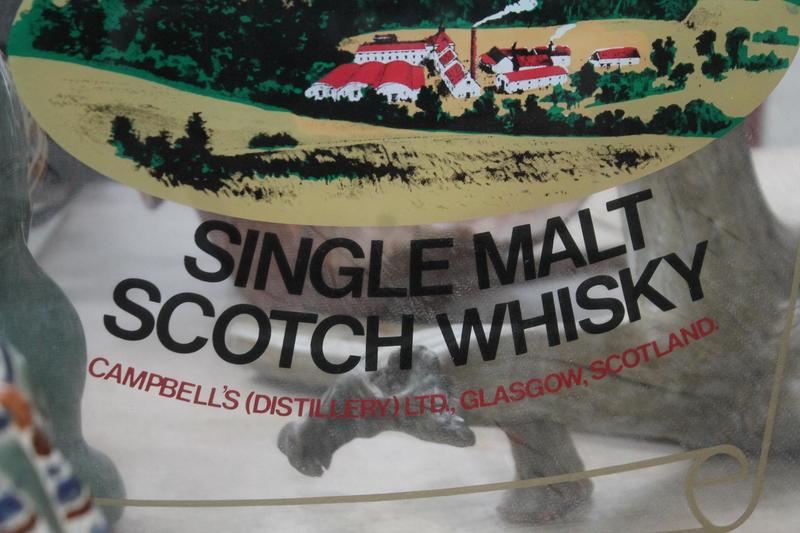 SINGLE MALT
SCOTCH WHISKY
CAMPBELL'S (DISTILLERY) LTD., GLASGOW, SCOTLAND.